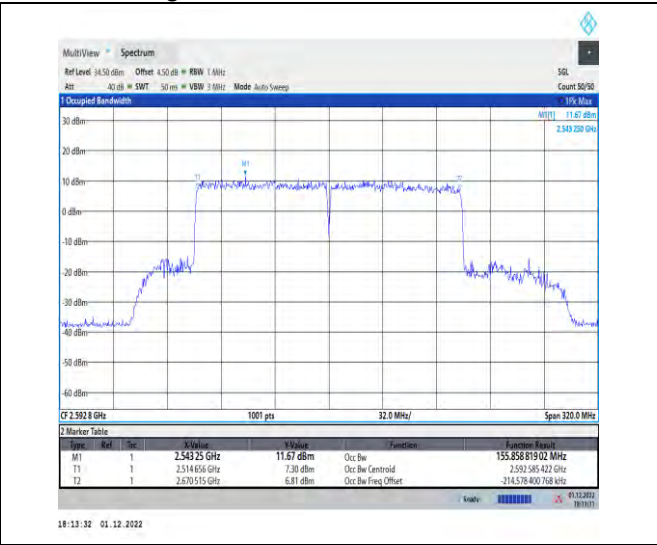 MultiView Spectrum
Ref Level 34.50 dBm Offset 4.50 dB RBW 1 MHz SGL
Att 40 dB SWT 50 ms VBW 3 MHz Mode Auto Sweep Count 50/50
1 Occupied Bandwidth 1Pk Max
M1[1] 11.67 dBm
2.543 250 GHz
30 dBm
20 dBm
M1
T1 T2
10 dBm
0 dBm
-10 dBm
-20 dBm
-30 dBm
-40 dBm
-50 dBm
-60 dBm
CF 2.592 8 GHz 1001 pts 32.0 MHz/ Span 320.0 MHz
2 Marker Table
Type Ref Trc X-Value Y-Value Function Function Result
M1 1 2.543 25 GHz 11.67 dBm Occ Bw 155.858 819 02 MHz
T1 1 2.514 656 GHz 7.30 dBm Occ Bw Centroid 2.592 585 422 GHz
T2 1 2.670 515 GHz 6.81 dBm Occ Bw Freq Offset -214.578 400 768 kHz
Ready 01.12.2022
18:13:31
18:13:32 01.12.2022